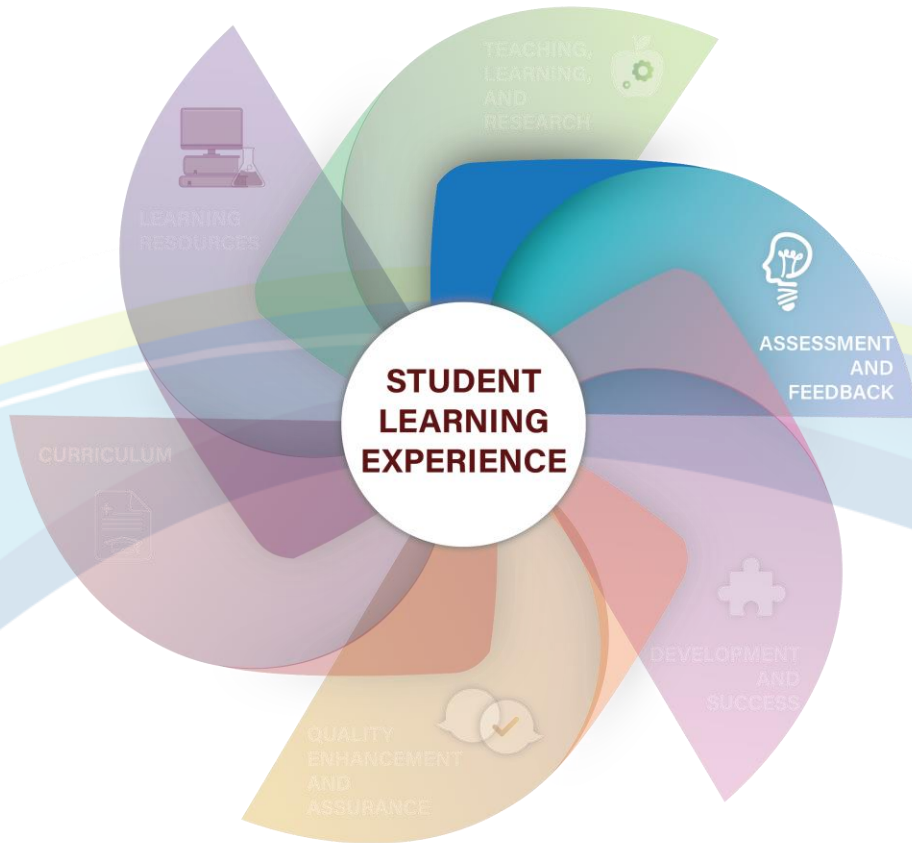 TEACHING,
LEARNING,
AND
RESEARCH
LEARNING
RESOURCES
ASSESSMENT
AND
FEEDBACK
STUDENT
LEARNING
EXPERIENCE
CURRICULUM
DEVELOPMENT
AND
SUCCESS
QUALITY
ENHANCEMENT
AND
ASSURANCE